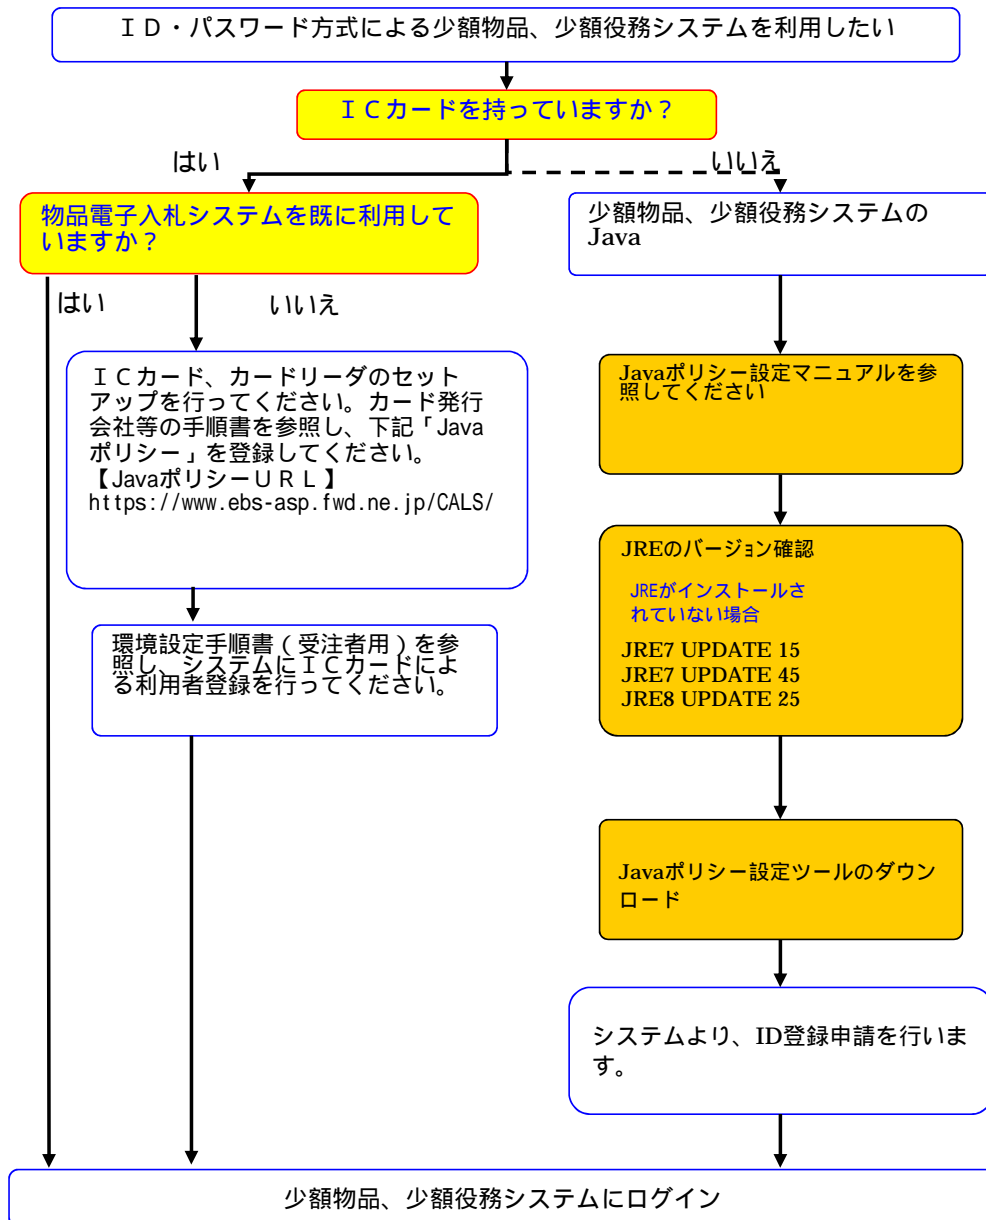 ＩＤ・パスワード方式による少額物品、少額役務システムを利用したい
ＩＣカードを持っていますか？
はい
いいえ
物品電子入札システムを既に利用して
いますか？
少額物品、少額役務システムの
Java
はい
いいえ
ＩＣカード、カードリーダのセット
アップを行ってください。カード発行
会社等の手順書を参照し、下記「Java
ポリシー」を登録してください。
【JavaポリシーＵＲＬ】
https://www.ebs-asp.fwd.ne.jp/CALS/
Javaポリシー設定マニュアルを参
照してください
JREのバージョン確認
JREがインストールさ
れていない場合
JRE7 UPDATE 15
JRE7 UPDATE 45
JRE8 UPDATE 25
環境設定手順書（受注者用）を参
照し、システムにＩＣカードによ
る利用者登録を行ってください。
Javaポリシー設定ツールのダウン
ロード
システムより、ID登録申請を行いま
す。
少額物品、少額役務システムにログイン